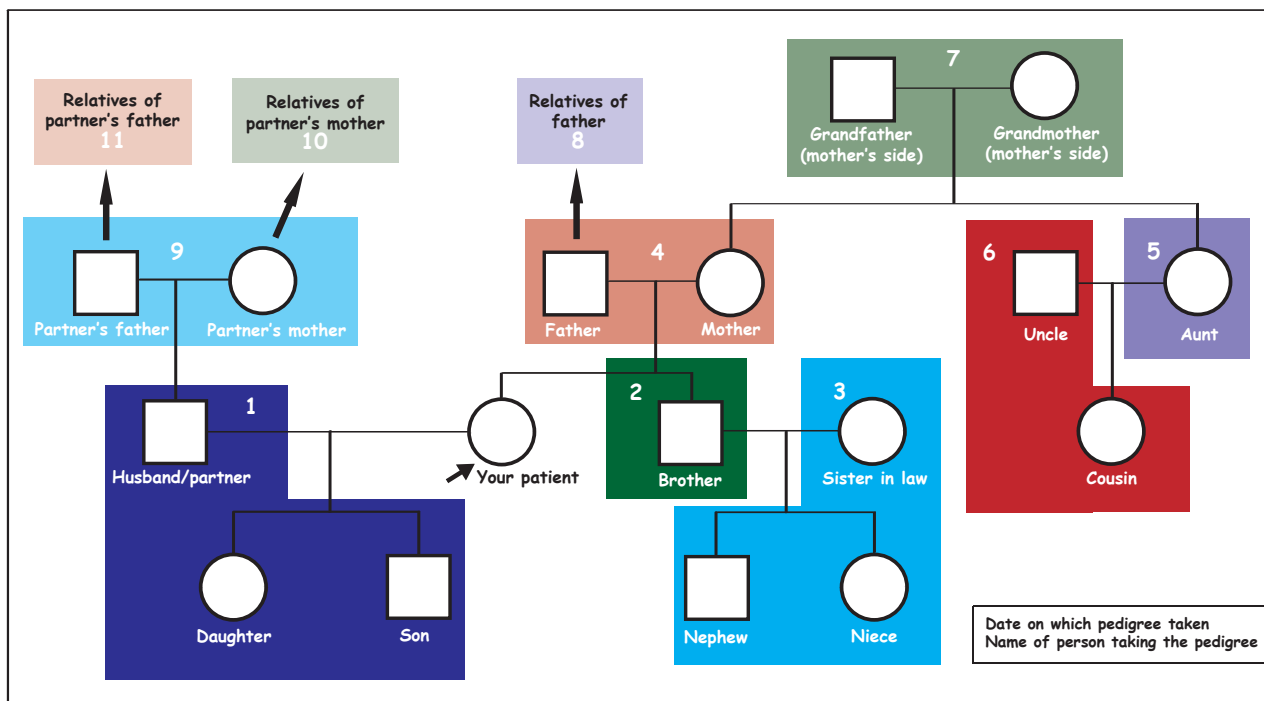 7
Relatives of
partner's father
11
Relatives of
partner's mother
10
Relatives of
father
8
Grandfather
(mother's side)
Grandmother
(mother's side)
9
4
6
5
Partner's father
Partner's mother
Father
Mother
Uncle
Aunt
1
2
3
Husband/partner
Your patient
Brother
Sister in law
Cousin
Daughter
Son
Nephew
Niece
Date on which pedigree taken
Name of person taking the pedigree